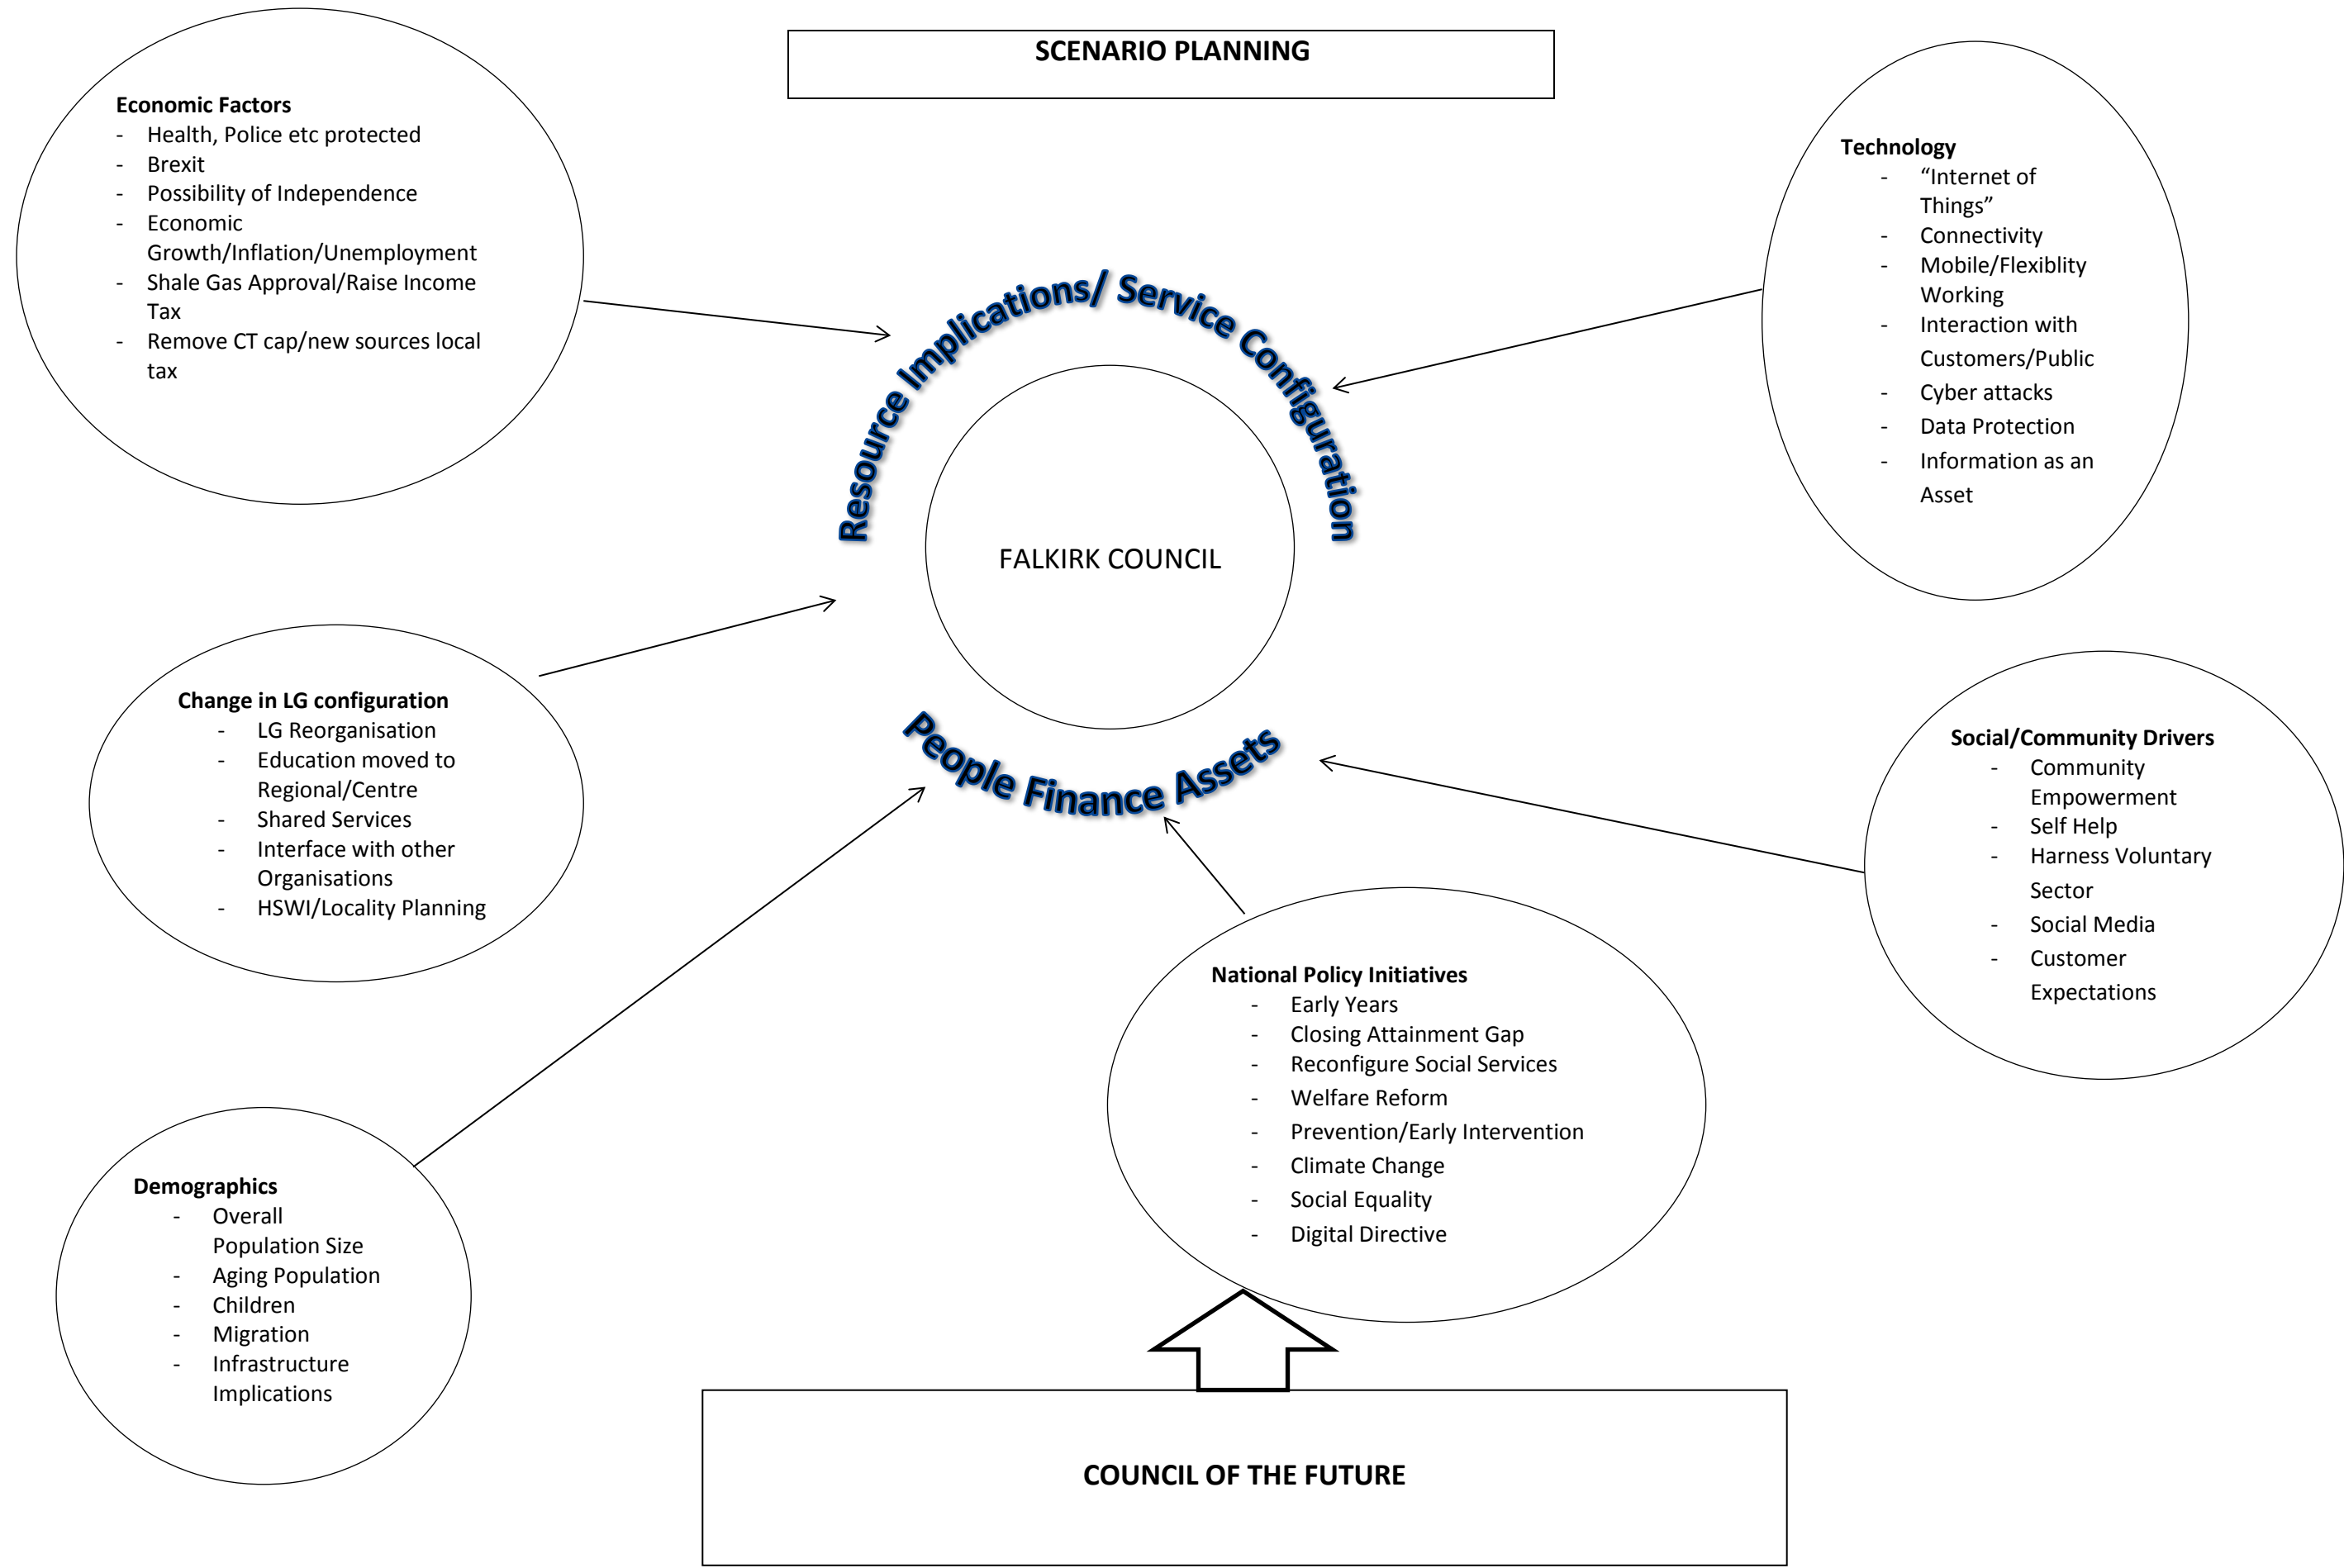 SCENARIO PLANNING
Economic Factors
- Health, Police etc protected
- Brexit
- Possibility of Independence
- Economic
Growth/Inflation/Unemployment
- Shale Gas Approval/Raise Income
Tax
- Remove CT cap/new sources local
tax
Technology
- “Internet of
Things”
- Connectivity
- Mobile/Flexiblity
Working
- Interaction with
Customers/Public
- Cyber attacks
- Data Protection
- Information as an
Asset
Resource Implications/ Service Configuration
FALKIRK COUNCIL
People Finance Assets
Change in LG configuration
- LG Reorganisation
- Education moved to
Regional/Centre
- Shared Services
- Interface with other
Organisations
- HSWI/Locality Planning
Social/Community Drivers
- Community
Empowerment
- Self Help
- Harness Voluntary
Sector
- Social Media
- Customer
Expectations
National Policy Initiatives
- Early Years
- Closing Attainment Gap
- Reconfigure Social Services
- Welfare Reform
- Prevention/Early Intervention
- Climate Change
- Social Equality
- Digital Directive
Demographics
- Overall
Population Size
- Aging Population
- Children
- Migration
- Infrastructure
Implications
COUNCIL OF THE FUTURE